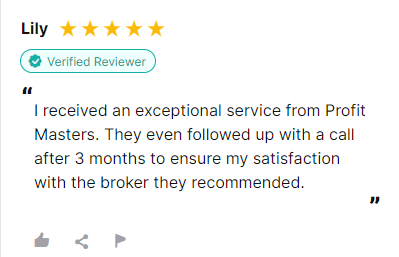 Lily
Verified Reviewer
“
I received an exceptional service from Profit
Masters. They even followed up with a call
after 3 months to ensure my satisfaction
with the broker they recommended.
”